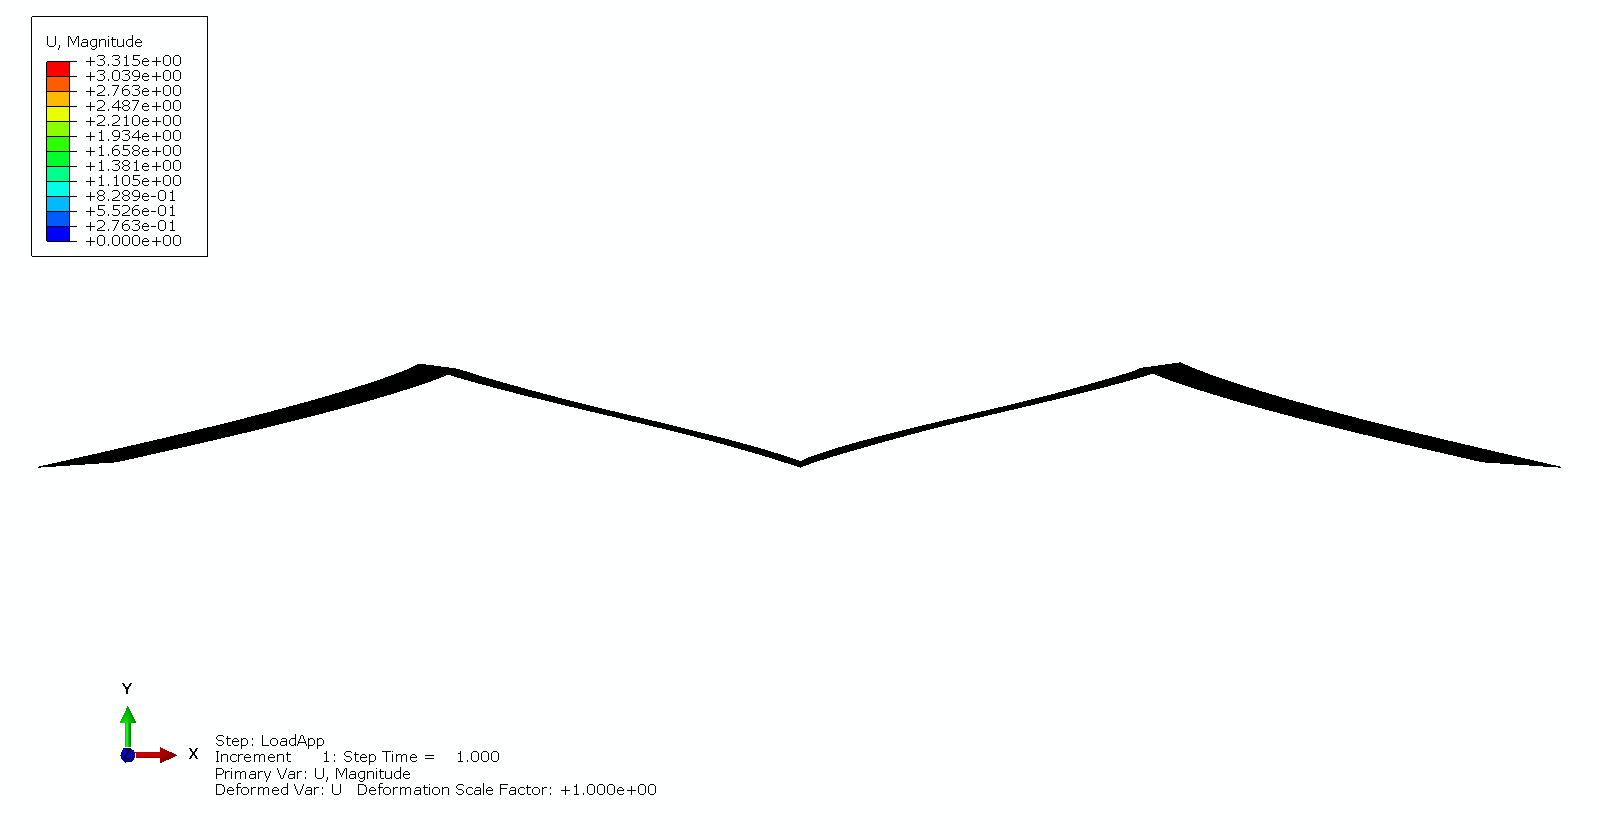 U, Magnitude
+3.315e+00
+3.039e+00
+2.763e+00
+2.487e+00
+2.210e+00
+1.934e+00
+1.658e+00
+1.381e+00
+1.105e+00
+8.289e-01
+5.526e-01
+2.763e-01
+0.000e+00
Y
X
Step: LoadApp
Increment 1: Step Time = 1.000
Primary Var: U, Magnitude
Deformed Var: U Deformation Scale Factor: +1.000e+00